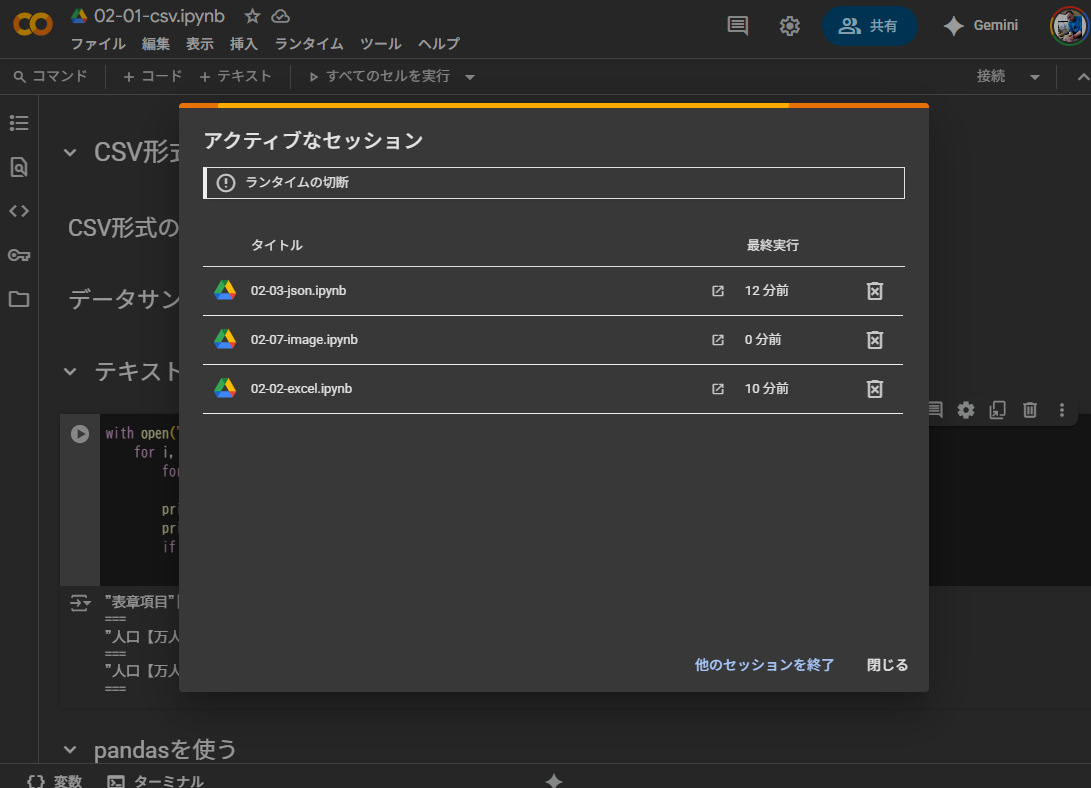 02-01-csv.ipynb
ファイル 編集 表示 挿入 ランタイム ツール ヘルプ
共有 Gemini
コマンド + コード + テキスト すべてのセルを実行 接続
アクティブなセッション
ランタイムの切断
タイトル 最終実行
02-03-json.ipynb 12 分前
02-07-image.ipynb 0 分前
02-02-excel.ipynb 10 分前
他のセッションを終了 閉じる
CSV形式
CSV形式の
データサン
テキスト
with open(
for i,
for
pri
pri
if
"表章項目"
===
"人口【万人
===
"人口【万人
===
pandasを使う
変数 ターミナル